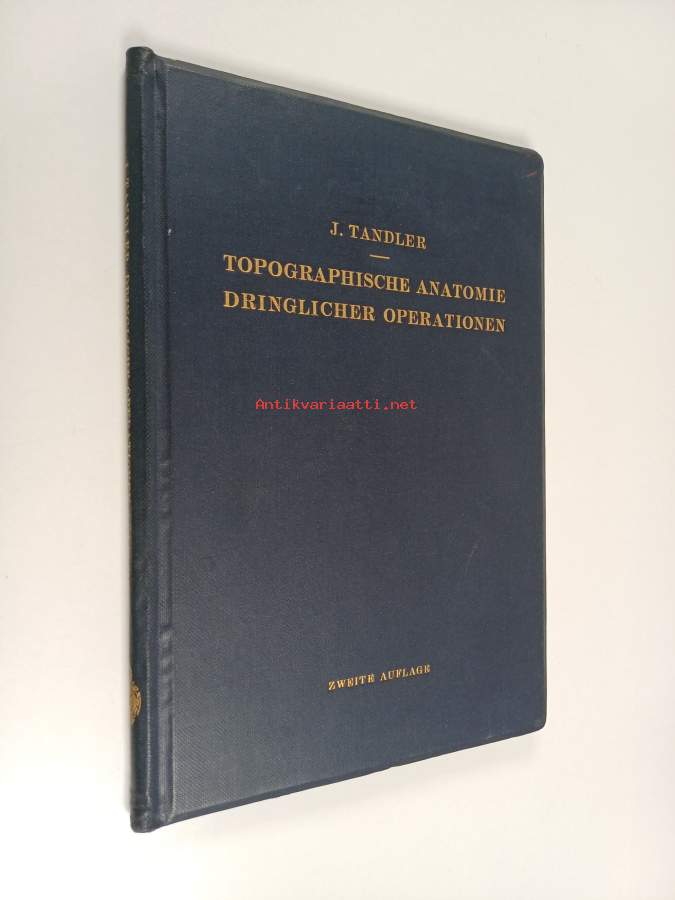 J. TANDLER
TOPOGRAPHISCHE ANATOMIE
DRINGLICHER OPERATIONEN
Antikvariaatti.net
ZWEITE AUFLAGE